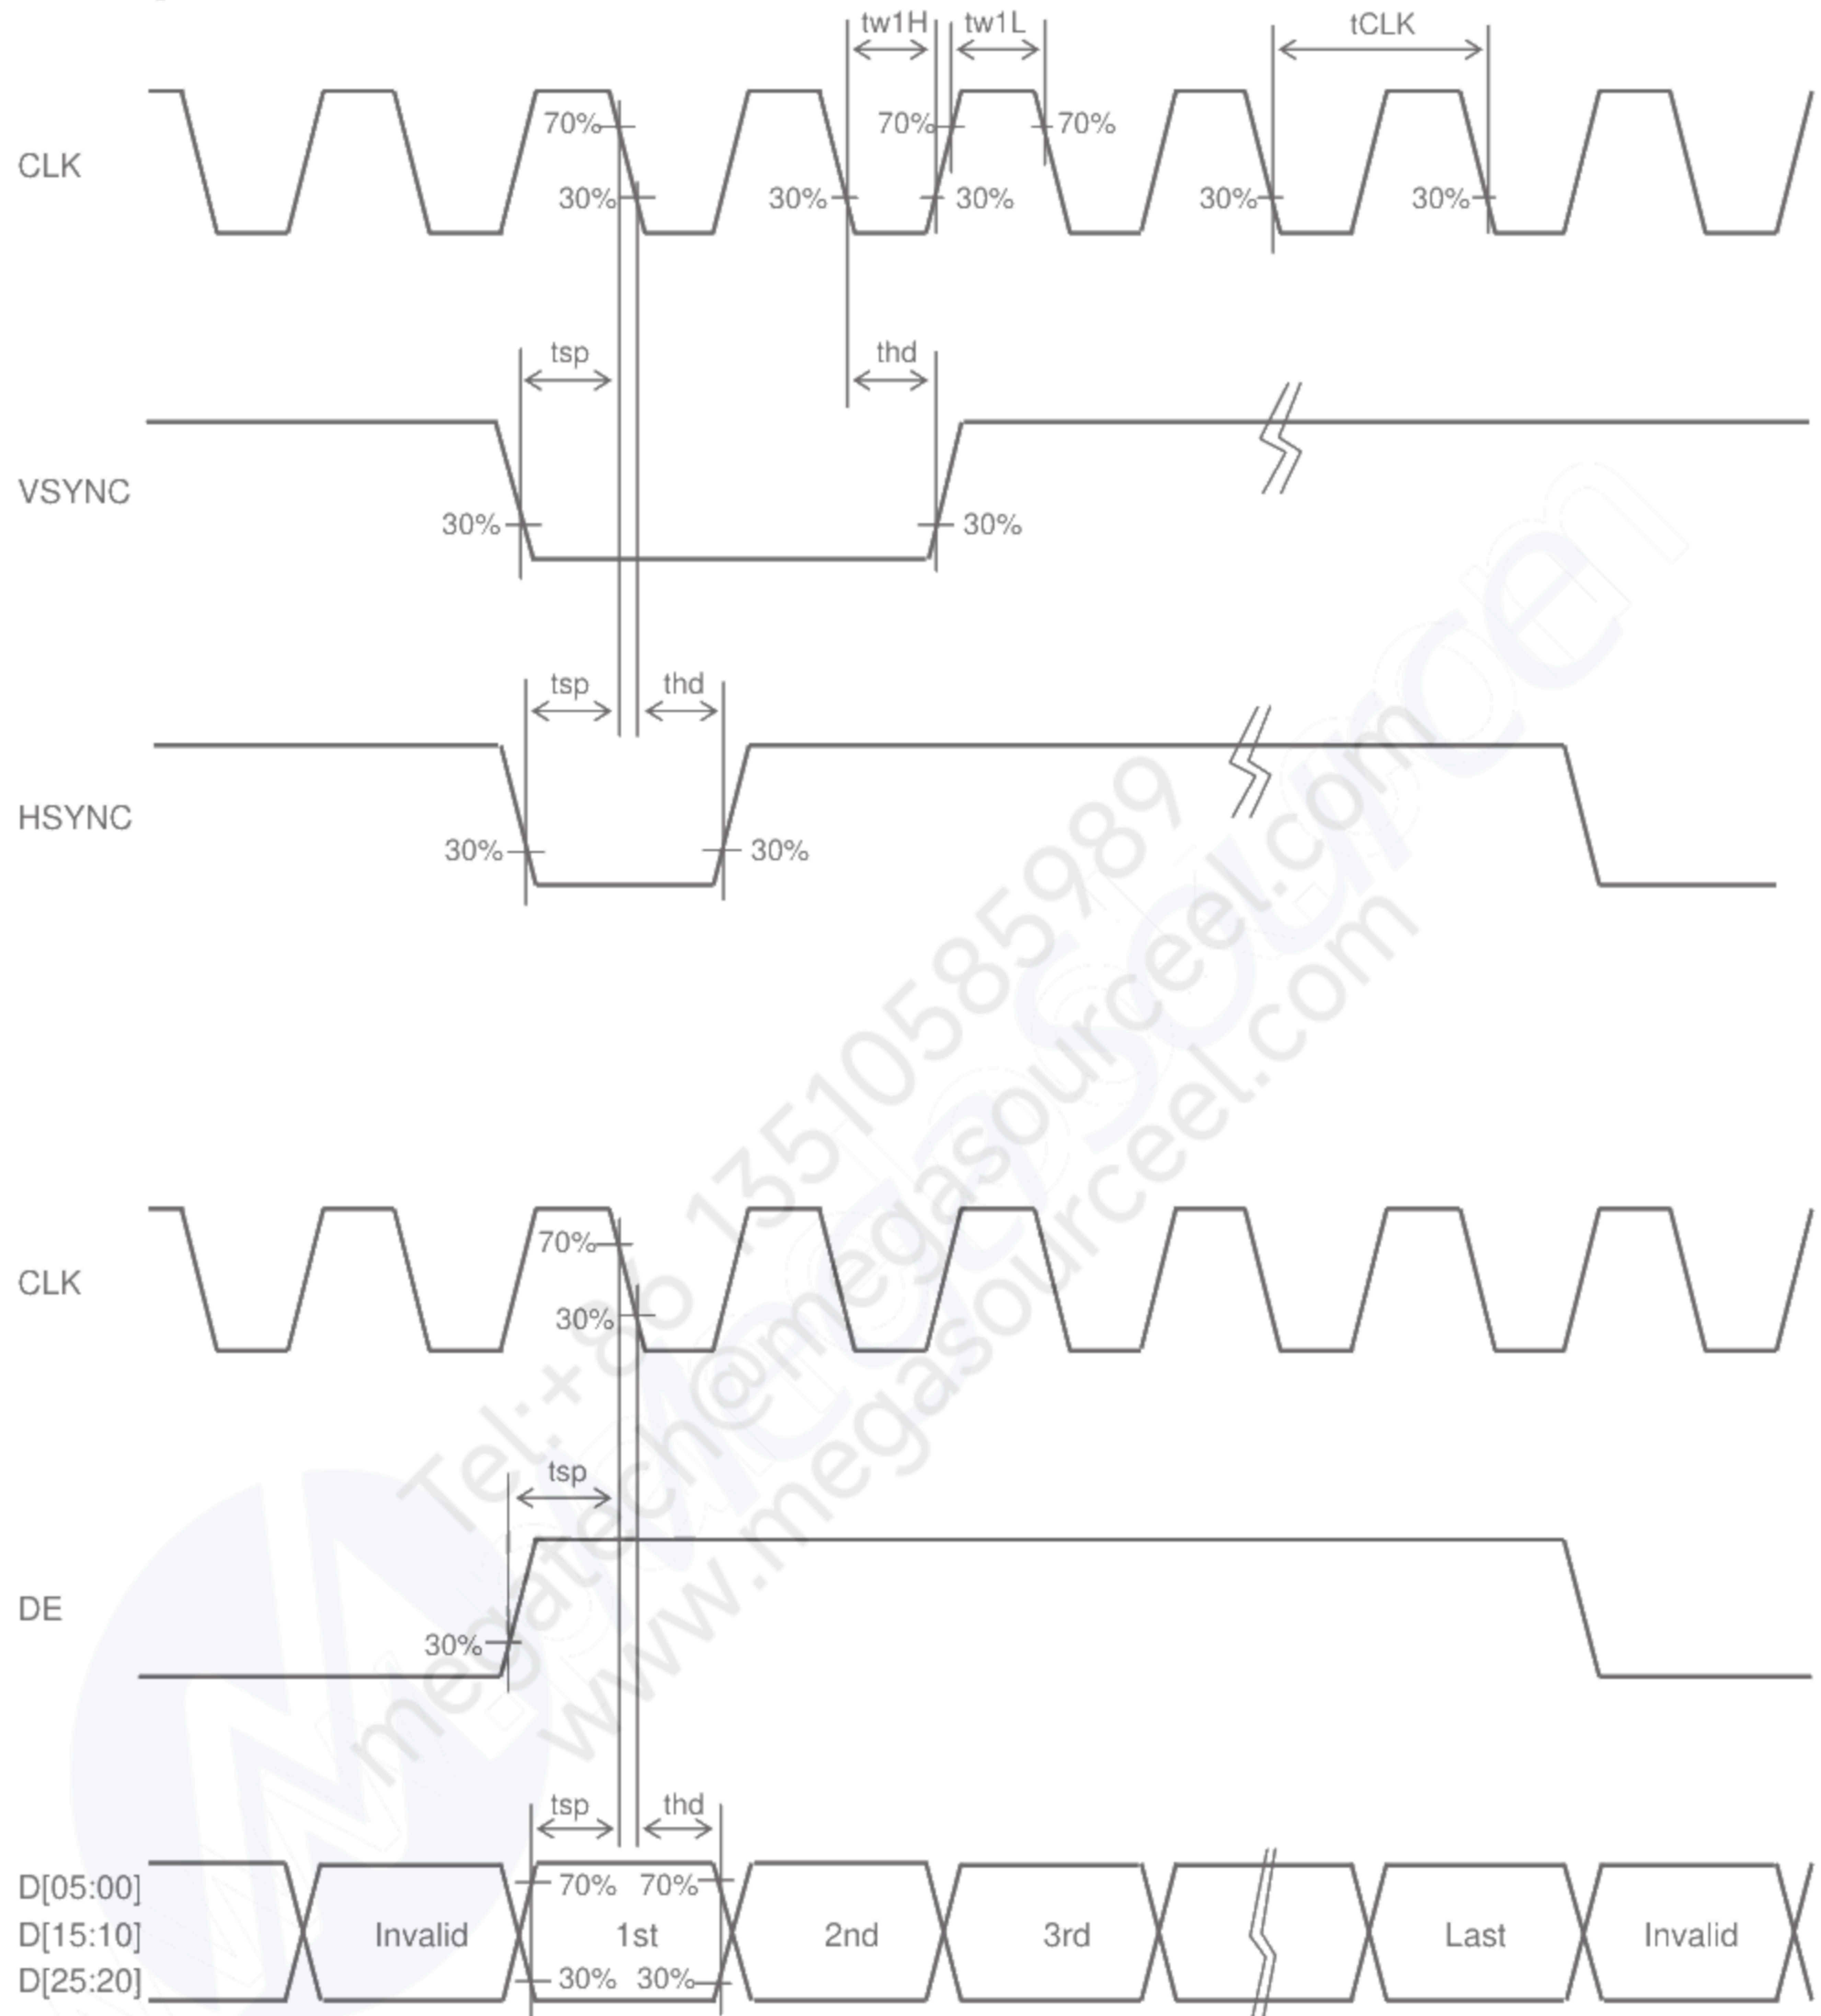 tw1H tw1L tCLK
CLK 70% 70% 70%
30% 30% 30% 30% 30%
tsp thd
VSYNC
30% 30%
tsp thd
HSYNC
30% 30%
CLK
70%
30%
tsp
DE
30%
tsp thd
D[05:00] 70% 70%
D[15:10] Invalid 1st 2nd 3rd Last Invalid
D[25:20] 30% 30%
Tel:+86 13510585989
megatech@megasourceel.com
www.megasourceel.com